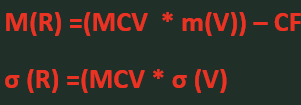 M(R) =(MCV * m(V)) – CF
σ (R) =(MCV * σ (V)